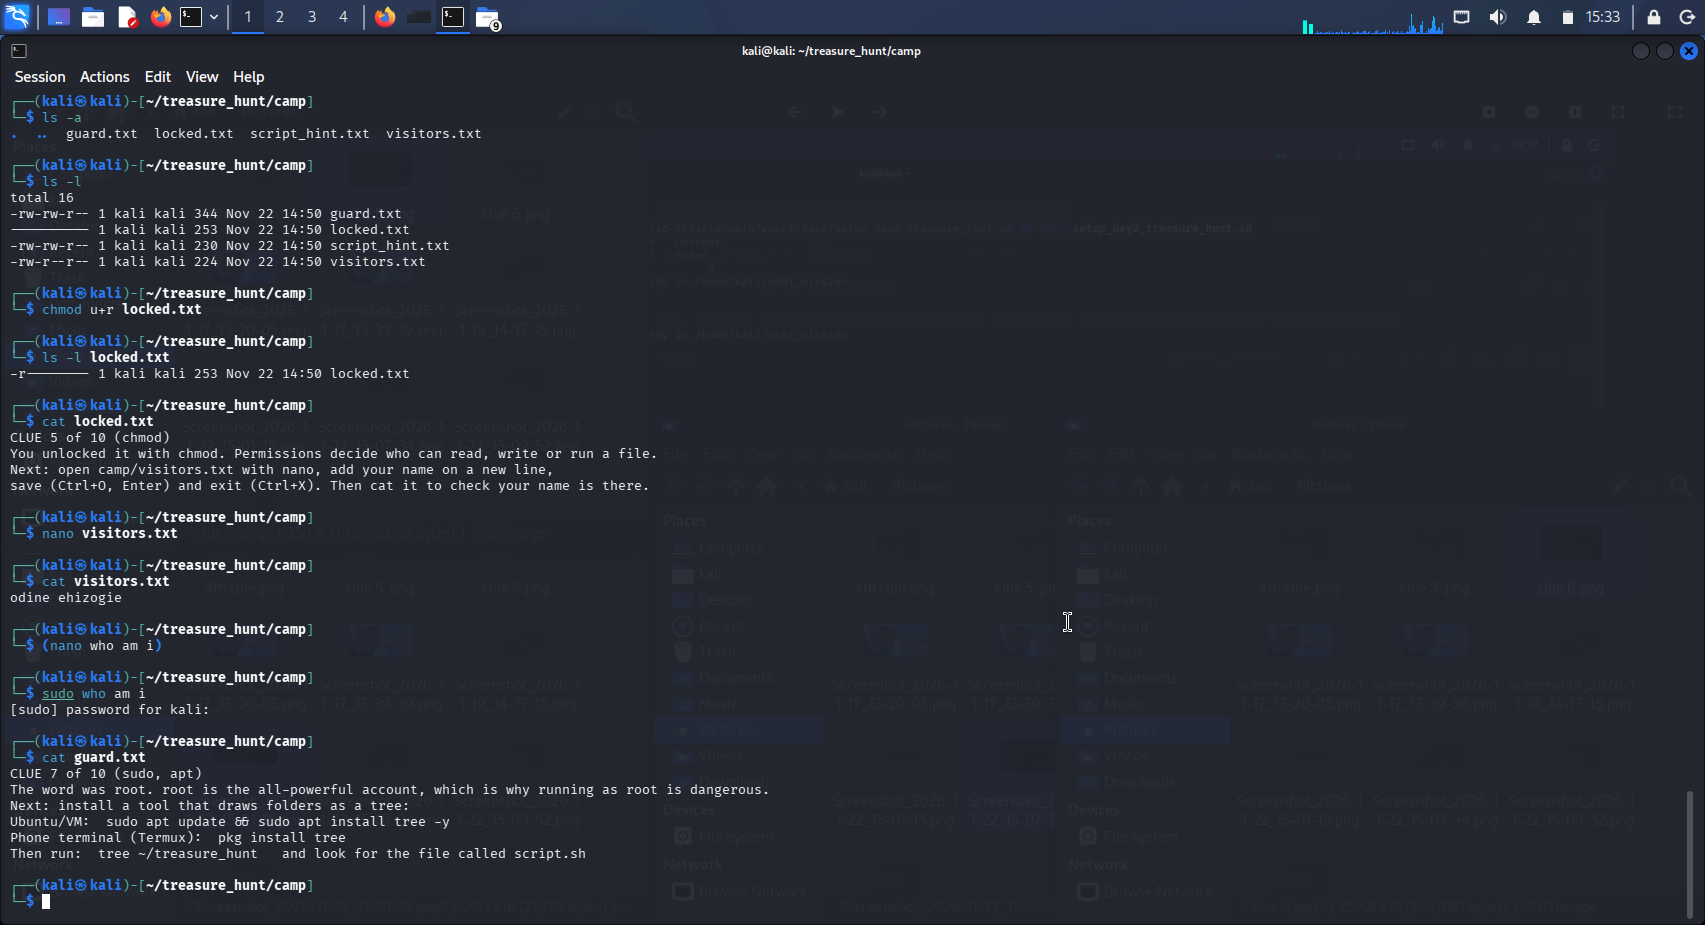 1 2 3 4 9 15:33
kali@kali: ~/treasure_hunt/camp
Session Actions Edit View Help
┌──(kali㉿kali)-[~/treasure_hunt/camp]
└─$ ls -a
. .. guard.txt locked.txt script_hint.txt visitors.txt
┌──(kali㉿kali)-[~/treasure_hunt/camp]
└─$ ls -l
total 16
-rw-rw-r-- 1 kali kali 344 Nov 22 14:50 guard.txt
---------- 1 kali kali 253 Nov 22 14:50 locked.txt
-rw-rw-r-- 1 kali kali 230 Nov 22 14:50 script_hint.txt
-rw-r--r-- 1 kali kali 224 Nov 22 14:50 visitors.txt
┌──(kali㉿kali)-[~/treasure_hunt/camp]
└─$ chmod u+r locked.txt
┌──(kali㉿kali)-[~/treasure_hunt/camp]
└─$ ls -l locked.txt
-r-------- 1 kali kali 253 Nov 22 14:50 locked.txt
┌──(kali㉿kali)-[~/treasure_hunt/camp]
└─$ cat locked.txt
CLUE 5 of 10 (chmod)
You unlocked it with chmod. Permissions decide who can read, write or run a file.
Next: open camp/visitors.txt with nano, add your name on a new line,
save (Ctrl+O, Enter) and exit (Ctrl+X). Then cat it to check your name is there.
┌──(kali㉿kali)-[~/treasure_hunt/camp]
└─$ nano visitors.txt
┌──(kali㉿kali)-[~/treasure_hunt/camp]
└─$ cat visitors.txt
odine ehizogie
┌──(kali㉿kali)-[~/treasure_hunt/camp]
└─$ (nano who am i)
┌──(kali㉿kali)-[~/treasure_hunt/camp]
└─$ sudo who am i
[sudo] password for kali:
┌──(kali㉿kali)-[~/treasure_hunt/camp]
└─$ cat guard.txt
CLUE 7 of 10 (sudo, apt)
The word was root. root is the all-powerful account, which is why running as root is dangerous.
Next: install a tool that draws folders as a tree:
Ubuntu/VM: sudo apt update && sudo apt install tree -y
Phone terminal (Termux): pkg install tree
Then run: tree ~/treasure_hunt and look for the file called script.sh
┌──(kali㉿kali)-[~/treasure_hunt/camp]
└─$